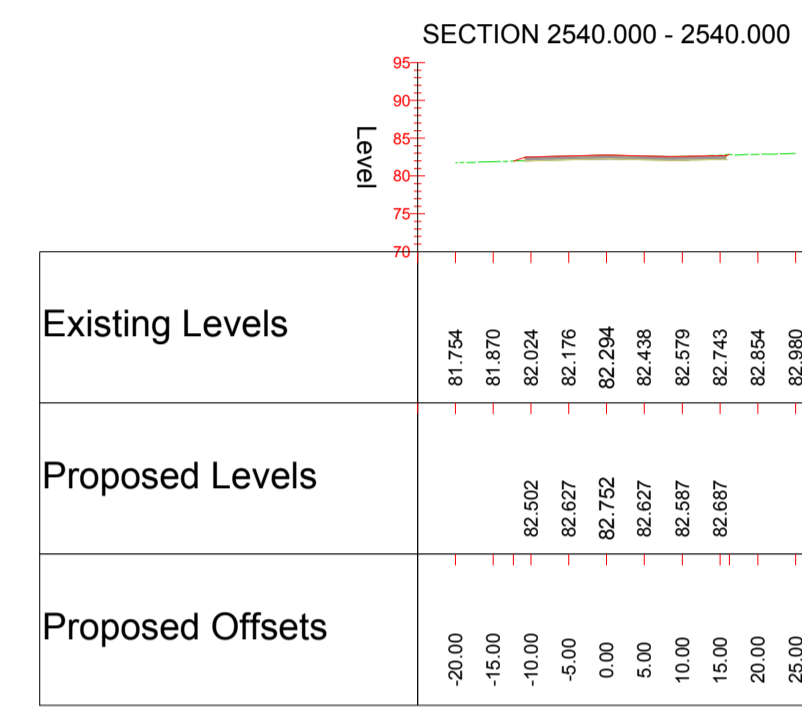 SECTION 2540.000 - 2540.000
Level
95
90
85
80
75
70
Existing Levels
81.754 81.870 82.024 82.176 82.294 82.438 82.579 82.743 82.854 82.980
Proposed Levels
82.502 82.627 82.752 82.627 82.587 82.687
Proposed Offsets
-20.00 -15.00 -10.00 -5.00 0.00 5.00 10.00 15.00 20.00 25.00